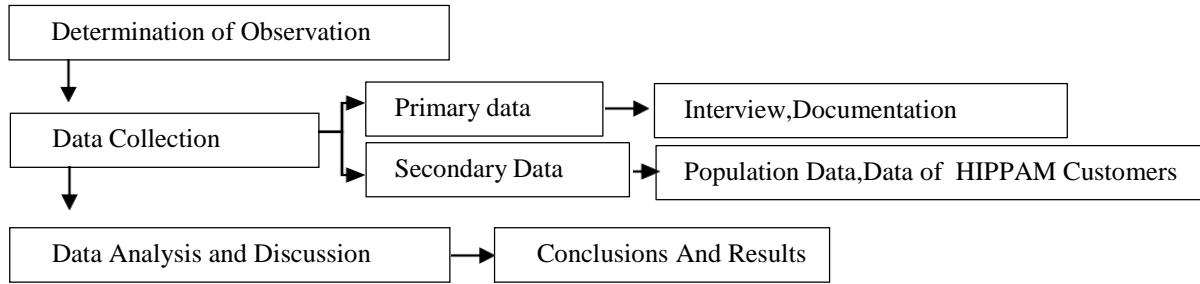 Determination of Observation
Primary data
Interview,Documentation
Data Collection
Secondary Data
Population Data,Data of HIPPAM Customers
Data Analysis and Discussion
Conclusions And Results